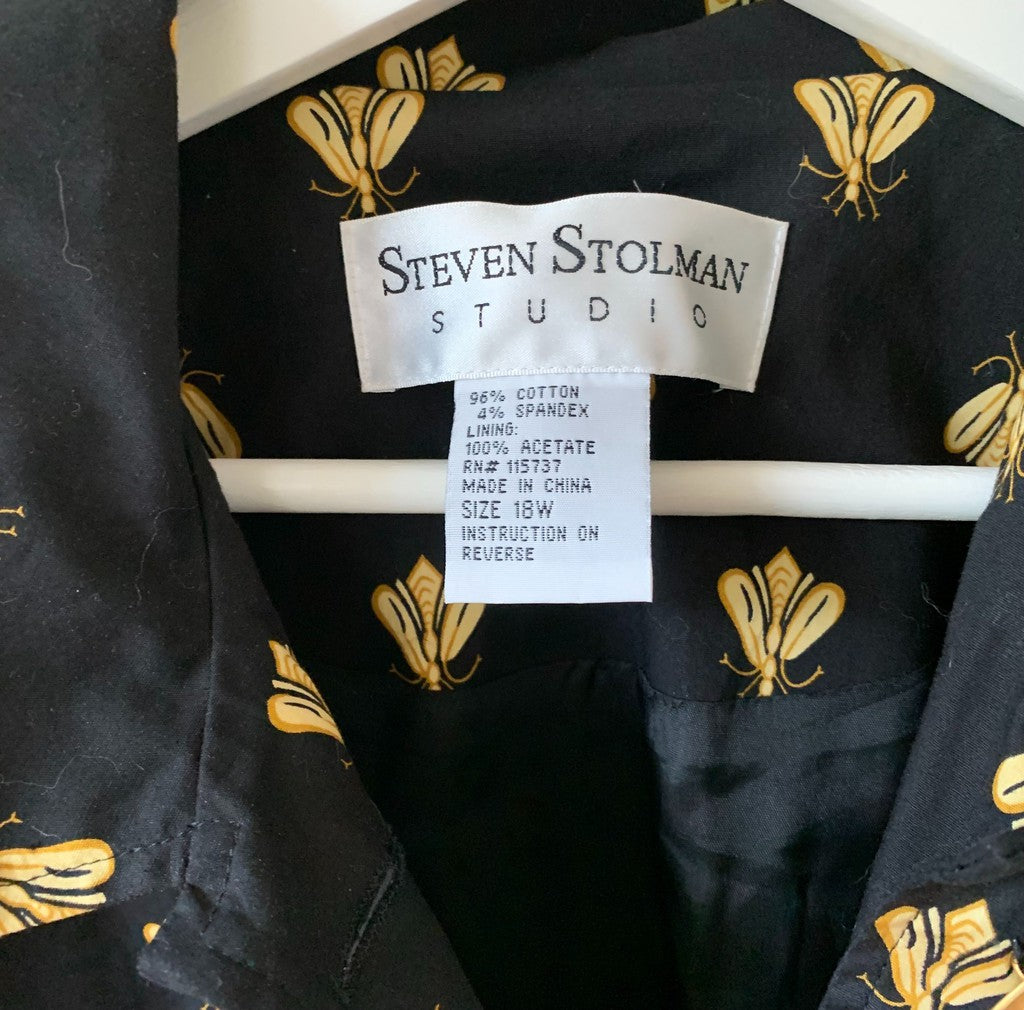 STEVEN STOLMAN
STUDIO
96% COTTON
4% SPANDEX
LINING:
100% ACETATE
RN# 115737
MADE IN CHINA
SIZE 18W
INSTRUCTION ON
REVERSE